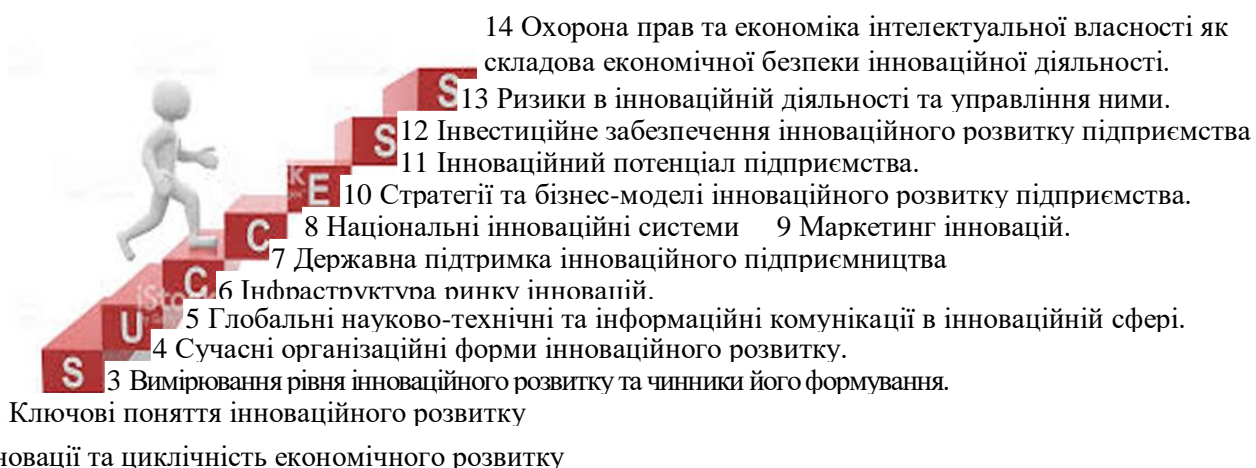 14 Охорона прав та економіка інтелектуальної власності як
складова економічної безпеки інноваційної діяльності.
S 13 Ризики в інноваційній діяльності та управління ними.
S 12 Інвестиційне забезпечення інноваційного розвитку підприємства
11 Інноваційний потенціал підприємства.
E 10 Стратегії та бізнес-моделі інноваційного розвитку підприємства.
C 8 Національні інноваційні системи 9 Маркетинг інновацій.
7 Державна підтримка інноваційного підприємництва
C 6 Інфраструктура ринку інновацій.
U 5 Глобальні науково-технічні та інформаційні комунікації в інноваційній сфері.
4 Сучасні організаційні форми інноваційного розвитку.
S 3 Вимірювання рівня інноваційного розвитку та чинники його формування.
Ключові поняття інноваційного розвитку
новації та циклічність економічного розвитку